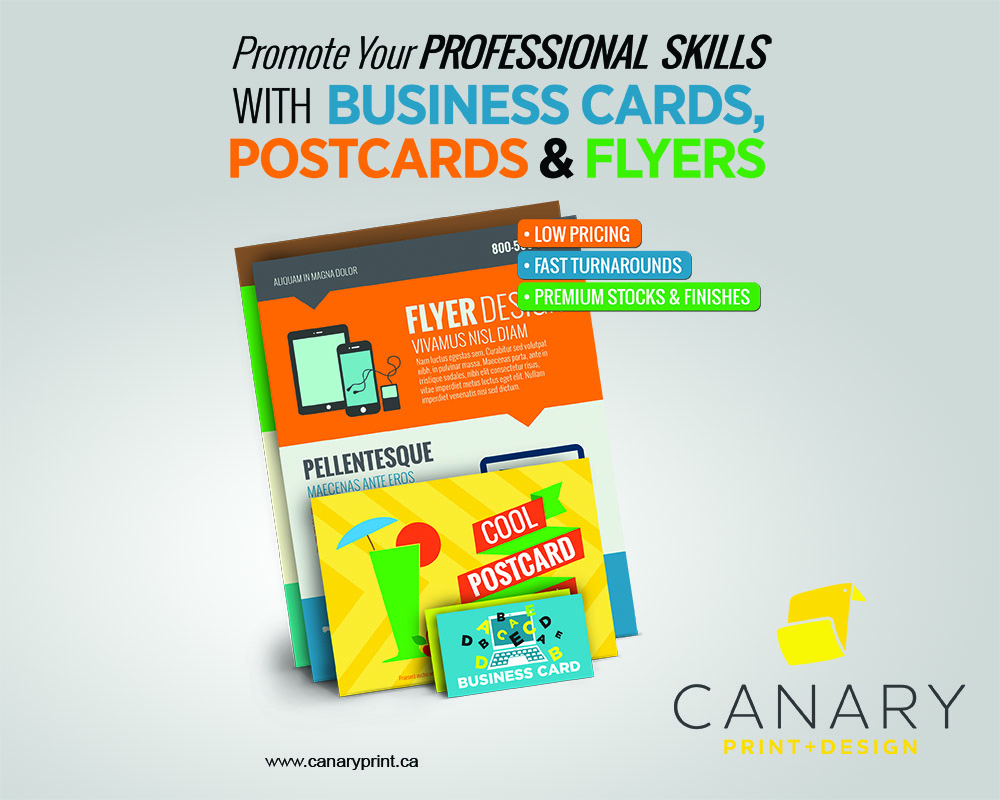 Promote Your PROFESSIONAL SKILLS
WITH BUSINESS CARDS,
POSTCARDS & FLYERS
• LOW PRICING
• FAST TURNAROUNDS
• PREMIUM STOCKS & FINISHES
ALIQUAM IN MAGNA DOLOR
FLYER
VIVAMUS NISL DIAM
Nam luctus egestas sem. Curabitur sed volutpat
nibh, in pulvinar massa. Maecenas porta, ante in
tristique sodales, nibh elit consectetur risus,
vitae imperdiet metus lectus eget elit. Nullam
imperdiet venenatis nisi sed dictum.
PELLENTESQUE
MAECENAS ANTE EROS
COOL
POSTCARD
BUSINESS CARD
CANARY
PRINT+DESIGN
www.canaryprint.ca